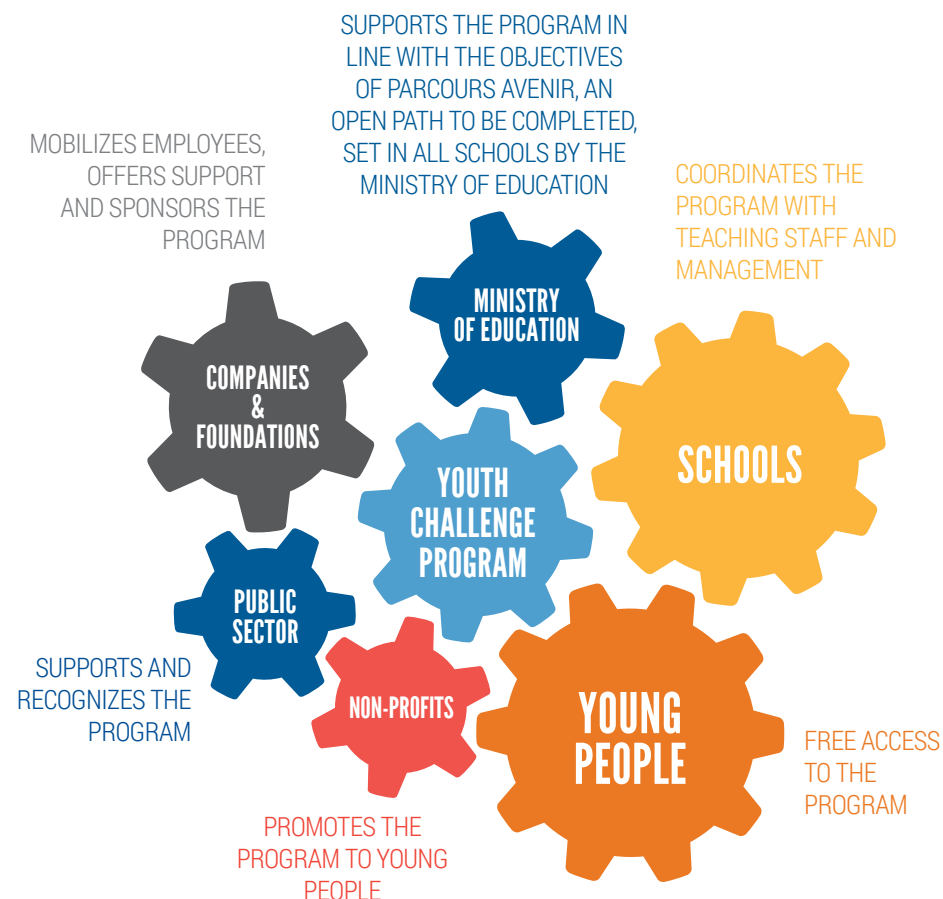 SUPPORTS THE PROGRAM IN
LINE WITH THE OBJECTIVES
OF PARCOURS AVENIR, AN
OPEN PATH TO BE COMPLETED,
SET IN ALL SCHOOLS BY THE
MINISTRY OF EDUCATION
MOBILIZES EMPLOYEES,
OFFERS SUPPORT
AND SPONSORS THE
PROGRAM
COORDINATES THE
PROGRAM WITH
TEACHING STAFF AND
MANAGEMENT
MINISTRY
OF EDUCATION
COMPANIES
&
FOUNDATIONS
SCHOOLS
YOUTH
CHALLENGE
PROGRAM
PUBLIC
SECTOR
SUPPORTS AND
RECOGNIZES THE
PROGRAM
NON-PROFITS
YOUNG
PEOPLE
FREE ACCESS
TO THE
PROGRAM
PROMOTES THE
PROGRAM TO YOUNG
PEOPLE